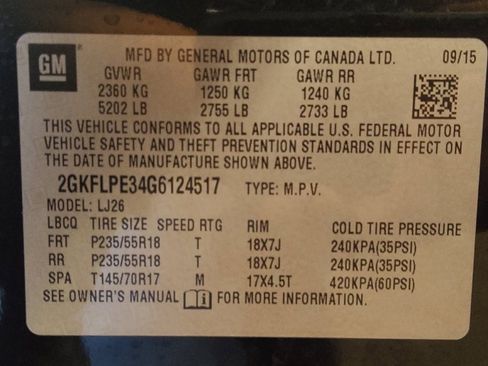 GM
MFD BY GENERAL MOTORS OF CANADA LTD. 09/15
GVWR GAWR FRT GAWR RR
2360 KG 1250 KG 1240 KG
5202 LB 2755 LB 2733 LB
THIS VEHICLE CONFORMS TO ALL APPLICABLE U.S. FEDERAL MOTOR
VEHICLE SAFETY AND THEFT PREVENTION STANDARDS IN EFFECT ON THE
DATE OF MANUFACTURE SHOWN ABOVE.
2GKFLPE34G6124517 TYPE: M.P.V.
MODEL: LJ26
LBCQ TIRE SIZE SPEED RTG RIM COLD TIRE PRESSURE
FRT P235/55R18 T 18X7J 240KPA(35PSI)
RR P235/55R18 T 18X7J 240KPA(35PSI)
SPA T145/70R17 M 17X4.5T 420KPA(60PSI)
SEE OWNER'S MANUAL i FOR MORE INFORMATION.